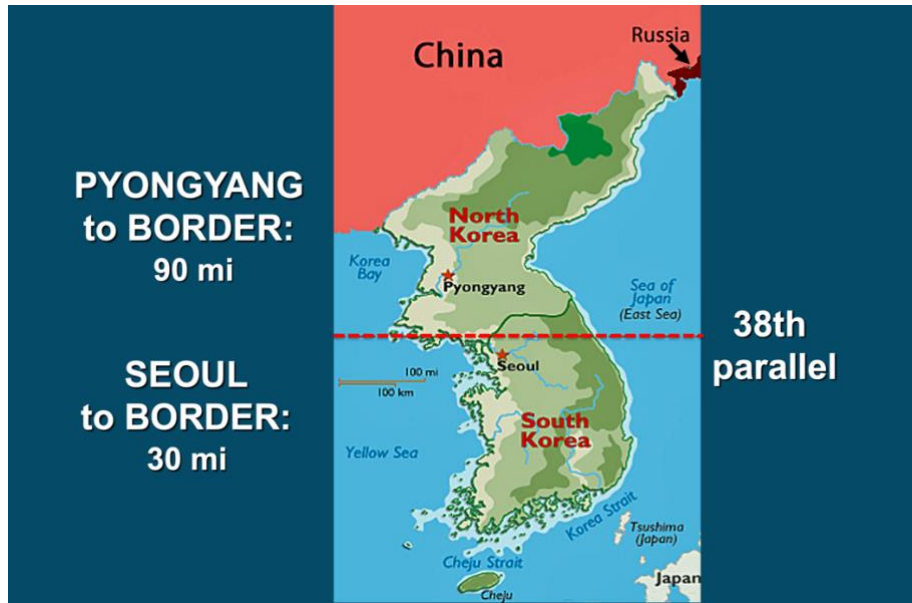 Russia
China
PYONGYANG
to BORDER:
90 mi
North
Korea
Korea
Bay
Pyongyang
Sea of
Japan
(East Sea)
38th
parallel
SEOUL
to BORDER:
30 mi
Seoul
100 mi
100 km
South
Korea
Yellow Sea
Korea Strait
Tsushima
(Japan)
Cheju Strait
Japan
Cheju